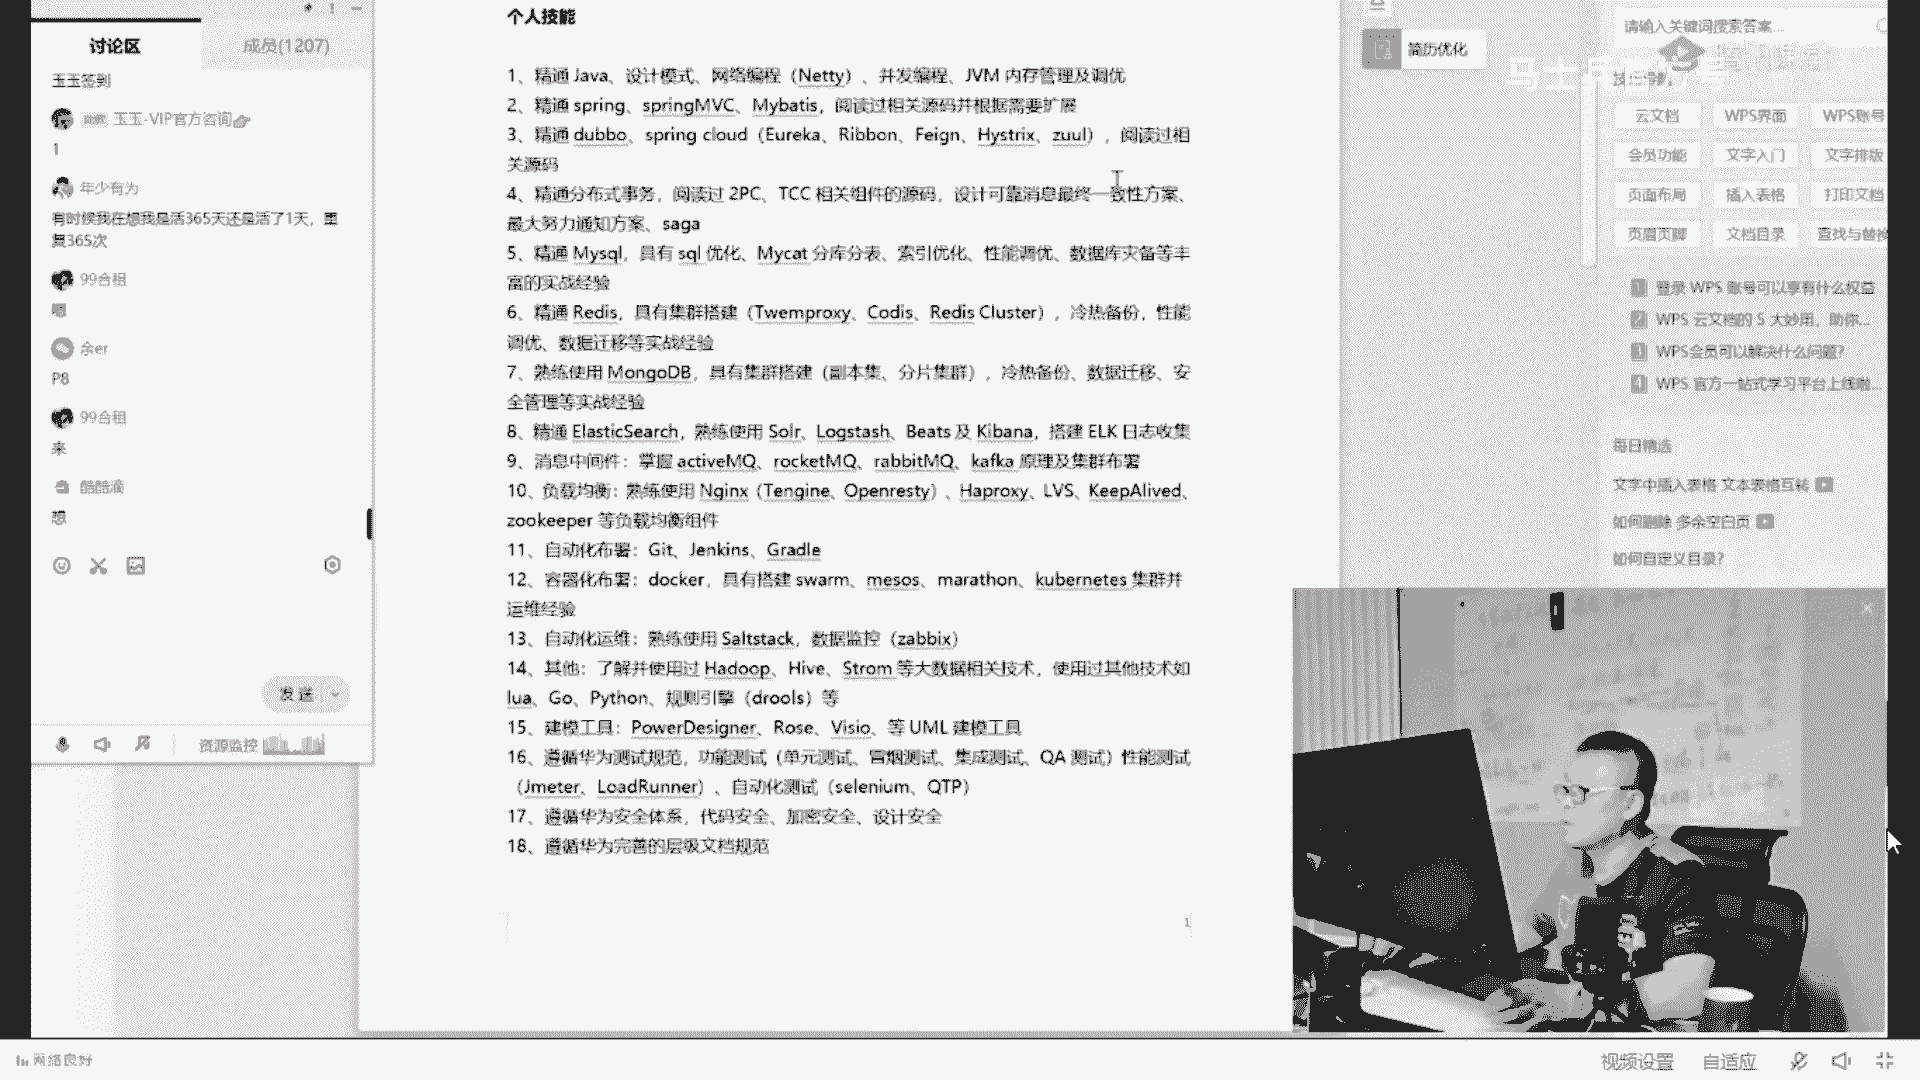 讨论区
成员(1207)
玉玉签到
玉玉-VIP官方咨询
1
年少有为
有时候我在想我是活365天还是活了1天，重
复365次
99合租
嗯
余er
P8
99合租
来
酷酷滴
想
发送
资源监控
个人技能
1、精通 Java、设计模式、网络编程（Netty）、并发编程、JVM 内存管理及调优
2、精通 spring、springMVC、Mybatis，阅读过相关源码并根据需要扩展
3、精通 dubbo、spring cloud（Eureka、Ribbon、Feign、Hystrix、zuul），阅读过相
关源码
4、精通分布式事务，阅读过 2PC、TCC 相关组件的源码，设计可靠消息最终一致性方案、
最大努力通知方案、saga
5、精通 Mysql，具有 sql 优化、Mycat 分库分表、索引优化、性能调优、数据库灾备等丰
富的实战经验
6、精通 Redis，具有集群搭建（Twemproxy、Codis、Redis Cluster），冷热备份，性能
调优、数据迁移等实战经验
7、熟练使用 MongoDB，具有集群搭建（副本集、分片集群），冷热备份、数据迁移、安
全管理等实战经验
8、精通 ElasticSearch，熟练使用 Solr、Logstash、Beats 及 Kibana，搭建 ELK 日志收集
9、消息中间件：掌握 activeMQ、rocketMQ、rabbitMQ、kafka 原理及集群布署
10、负载均衡：熟练使用 Nginx（Tengine、Openresty）、Haproxy、LVS、KeepAlived、
zookeeper 等负载均衡组件
11、自动化布署：Git、Jenkins、Gradle
12、容器化布署：docker，具有搭建 swarm、mesos、marathon、kubernetes 集群并
运维经验
13、自动化运维：熟练使用 Saltstack，数据监控（zabbix）
14、其他：了解并使用过 Hadoop、Hive、Strom 等大数据相关技术，使用过其他技术如
lua、Go、Python、规则引擎（drools）等
15、建模工具：PowerDesigner、Rose、Visio、等 UML 建模工具
16、遵循华为测试规范，功能测试（单元测试、冒烟测试、集成测试、QA 测试）性能测试
（Jmeter、LoadRunner）、自动化测试（selenium、QTP）
17、遵循华为安全体系，代码安全、加密安全、设计安全
18、遵循华为完善的层级文档规范
1
简历优化
请输入关键词搜索答案...
云文档 WPS界面 WPS账号
会员功能 文字入门 文字排版
页面布局 插入表格 打印文档
页眉页脚 文档目录 查找与替换
1 登录 WPS 账号可以享有什么权益
2 WPS 云文档的 5 大妙用，助你...
3 WPS会员可以解决什么问题?
4 WPS 官方一站式学习平台上线啦...
每日精选
文字中插入表格 文本表格互转
如何删除 多余空白页
如何自定义目录?
网络良好
视频设置
自适应